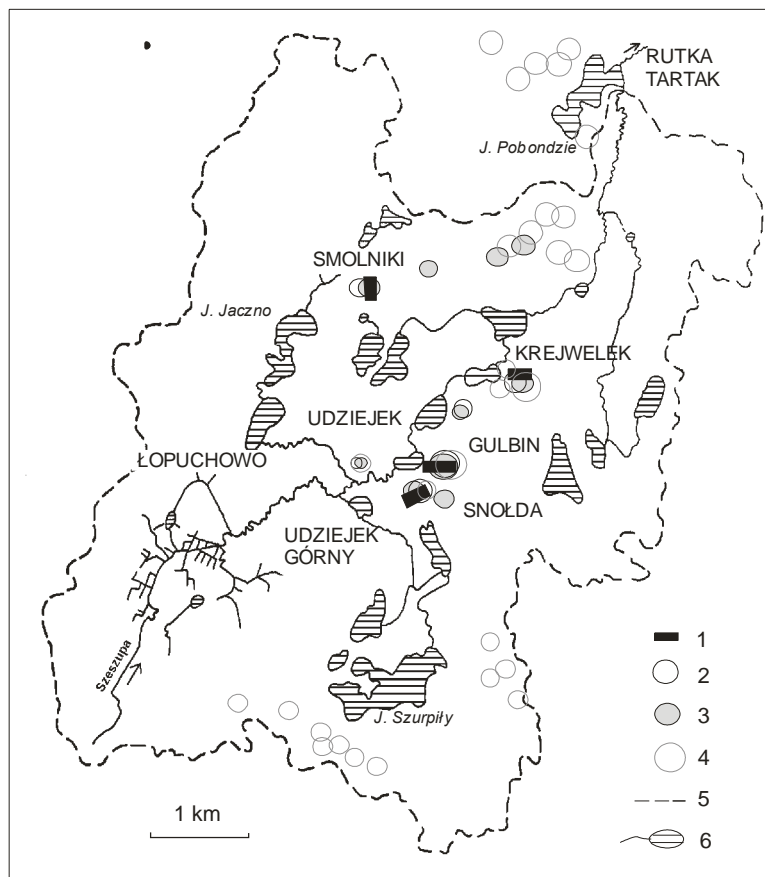 RUTKA
TARTAK
J. Pobondzie
SMOLNIKI
J. Jaczno
KREJWELEK
UDZIEJEK
GULBIN
ŁOPUCHOWO
SNOŁDA
UDZIEJEK
GÓRNY
Szeszupa
J. Szurpiły
1 km
1
2
3
4
5
6